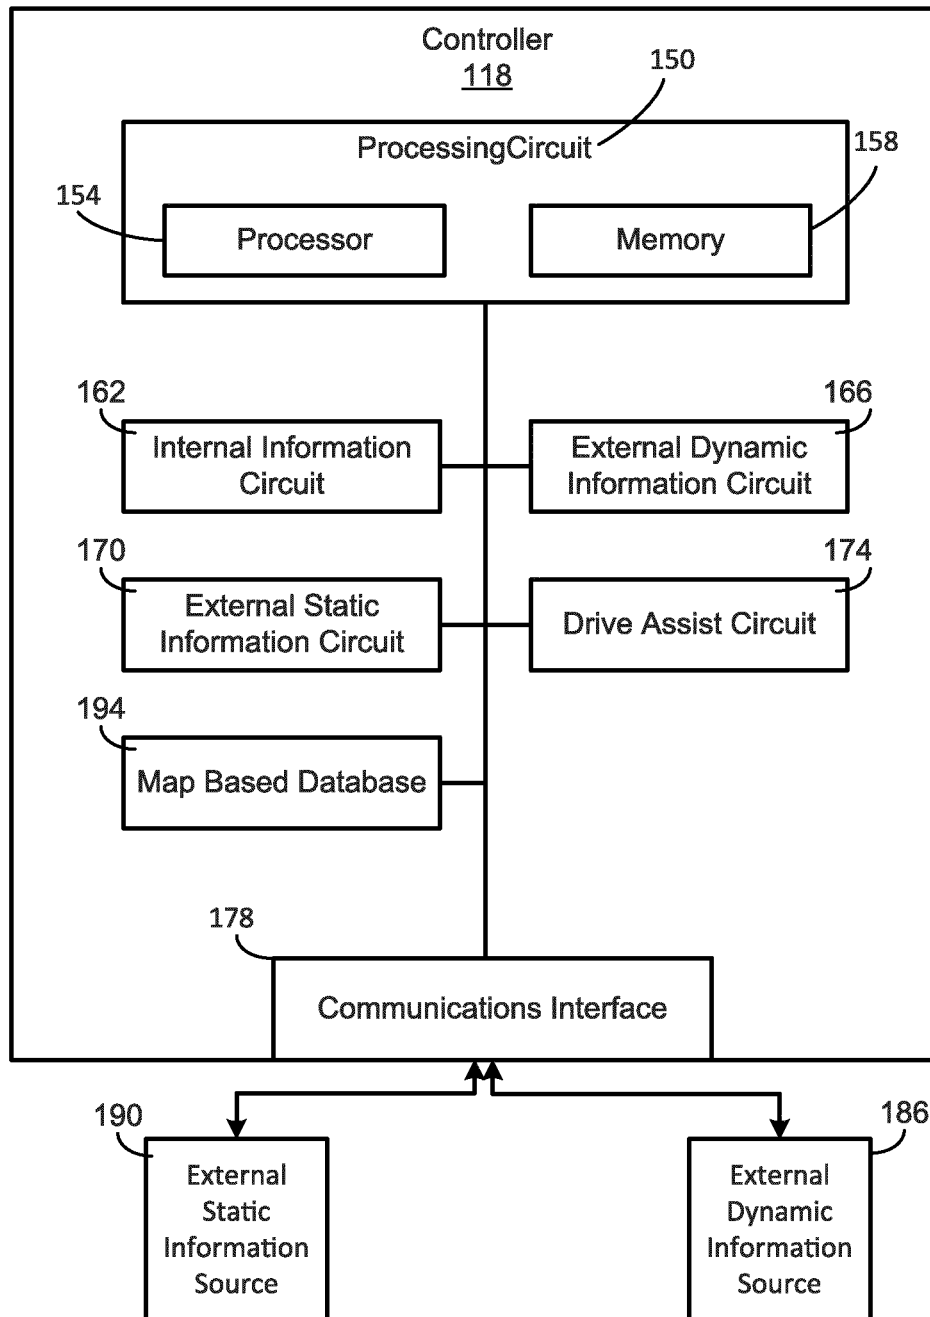 Controller
118
150
ProcessingCircuit
158
154
Processor
Memory
162
166
Internal Information
Circuit
External Dynamic
Information Circuit
170
174
External Static
Information Circuit
Drive Assist Circuit
194
Map Based Database
178
Communications Interface
190
186
External
Static
Information
Source
External
Dynamic
Information
Source